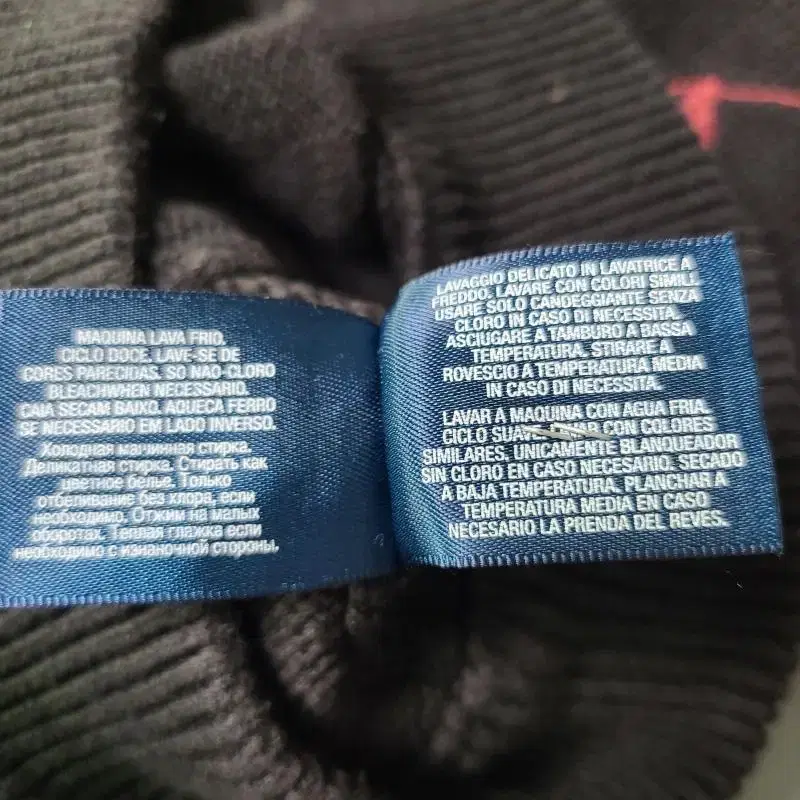 MAQUINA LAVA FRIO.
CICLO DOCE. LAVE-SE DE
CORES PARECIDAS. SO NAO-CLORO
BLEACHWHEN NECESSARIO.
CAIA SECAM BAIXO. AQUECA FERRO
SE NECESSARIO EM LADO INVERSO.
Холодная машинная стирка.
Деликатная стирка. Стирать как
цветное белье. Только
отбеливание без хлора, если
необходимо. Отжим на малых
оборотах. Теплая глажка если
необходимо с изнаночной стороны.
LAVAGGIO DELICATO IN LAVATRICE A
FREDDO. LAVARE CON COLORI SIMILI.
USARE SOLO CANDEGGIANTE SENZA
CLORO IN CASO DI NECESSITA.
ASCIUGARE A TAMBURO A BASSA
TEMPERATURA. STIRARE A
ROVESCIO A TEMPERATURA MEDIA
IN CASO DI NECESSITA.
LAVAR A MAQUINA CON AGUA FRIA.
CICLO SUAVE. LAVAR CON COLORES
SIMILARES. UNICAMENTE BLANQUEADOR
SIN CLORO EN CASO NECESARIO. SECADO
A BAJA TEMPERATURA. PLANCHAR A
TEMPERATURA MEDIA EN CASO
NECESARIO LA PRENDA DEL REVES.